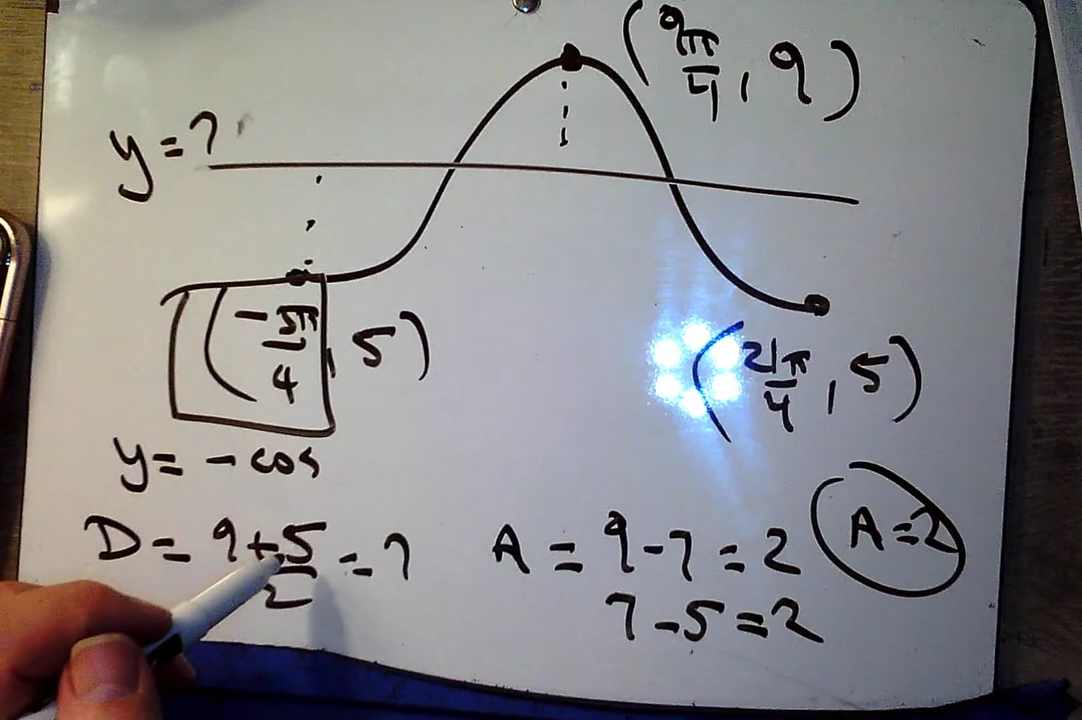 (9π/4, 9)
y=7
(-5π/4, 5)
(21π/4, 5)
y= -cos
D= 9+5/2 =7
A = 9-7=2
7-5=2
A=2